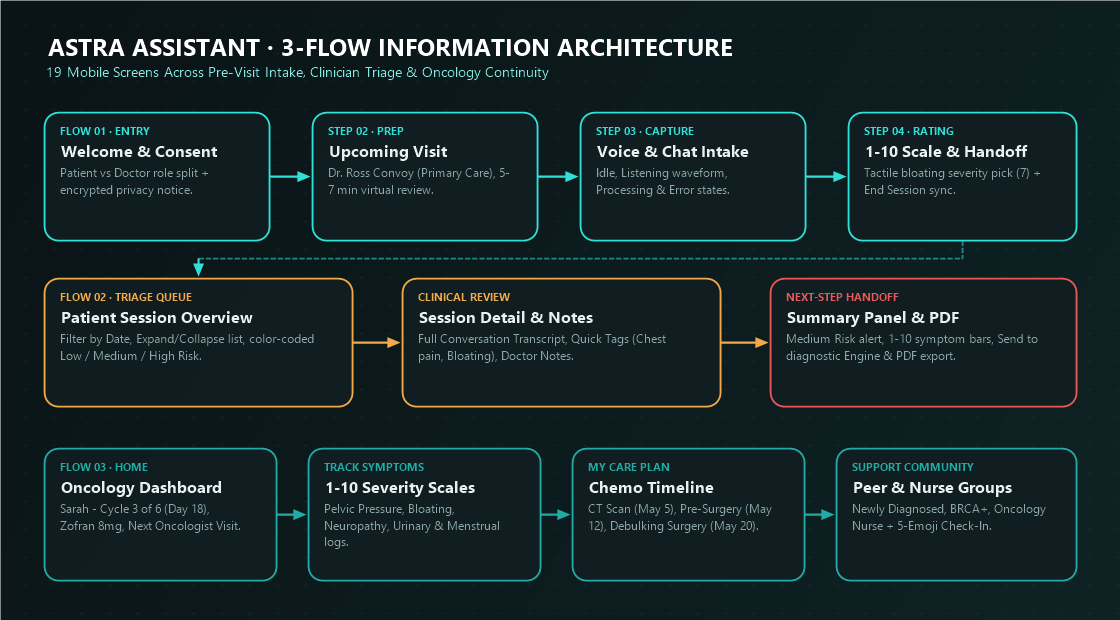 ASTRA ASSISTANT · 3-FLOW INFORMATION ARCHITECTURE
19 Mobile Screens Across Pre-Visit Intake, Clinician Triage & Oncology Continuity
FLOW 01 · ENTRY
Welcome & Consent
Patient vs Doctor role split +
encrypted privacy notice.
STEP 02 · PREP
Upcoming Visit
Dr. Ross Convoy (Primary Care), 5-
7 min virtual review.
STEP 03 · CAPTURE
Voice & Chat Intake
Idle, Listening waveform,
Processing & Error states.
STEP 04 · RATING
1-10 Scale & Handoff
Tactile bloating severity pick (7) +
End Session sync.
FLOW 02 · TRIAGE QUEUE
Patient Session Overview
Filter by Date, Expand/Collapse list, color-coded
Low / Medium / High Risk.
CLINICAL REVIEW
Session Detail & Notes
Full Conversation Transcript, Quick Tags (Chest
pain, Bloating), Doctor Notes.
NEXT-STEP HANDOFF
Summary Panel & PDF
Medium Risk alert, 1-10 symptom bars, Send to
diagnostic Engine & PDF export.
FLOW 03 · HOME
Oncology Dashboard
Sarah - Cycle 3 of 6 (Day 18),
Zofran 8mg, Next Oncologist Visit.
TRACK SYMPTOMS
1-10 Severity Scales
Pelvic Pressure, Bloating,
Neuropathy, Urinary & Menstrual
logs.
MY CARE PLAN
Chemo Timeline
CT Scan (May 5), Pre-Surgery (May
12), Debulking Surgery (May 20).
SUPPORT COMMUNITY
Peer & Nurse Groups
Newly Diagnosed, BRCA+, Oncology
Nurse + 5-Emoji Check-In.